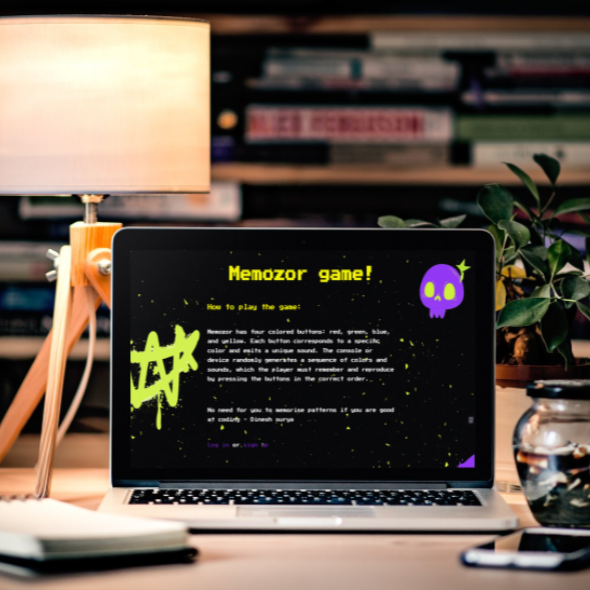 ALEX FERGUSON
Memozor game!
How to play the game:
Memozor has four colored buttons: red, green, blue,
and yellow. Each button corresponds to a specific
color and emits a unique sound. The console or
device randomly generates a sequence of colors and
sounds, which the player must remember and reproduce
by pressing the buttons in the correct order.
No need for you to memorise patterns if you are good
at coding - Dinesh surya
Log in or sign in